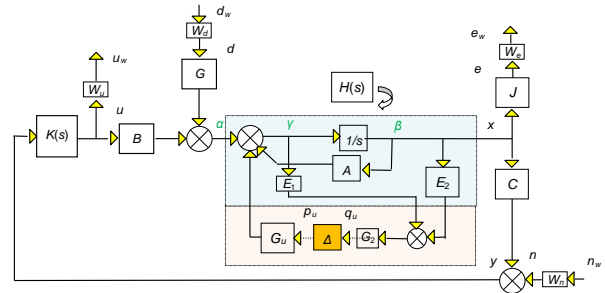 d_w
e_w
W_d
W_e
u_w
d
e
W_u
G
H(s)
J
u
α
γ
β
x
K(s)
B
1/s
A
E_1
E_2
C
p_u
q_u
G_u
Δ
G_2
y
n
n_w
W_n